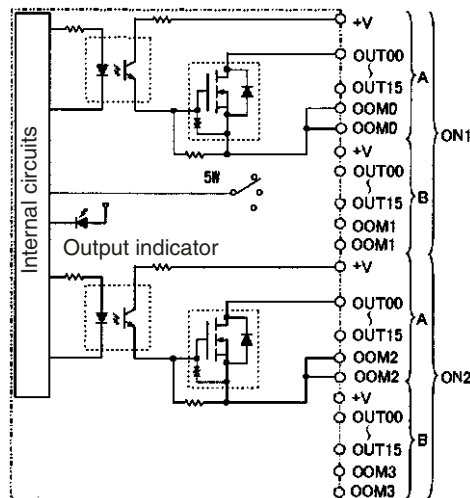 +V
OUT00
OUT15
OOM0
OOM0
A
+V
OUT00
OUT15
OOM1
OOM1
B
ON1
Internal circuits
5W
Output indicator
+V
OUT00
OUT15
OOM2
OOM2
A
+V
OUT00
OUT15
OOM3
OOM3
B
ON2